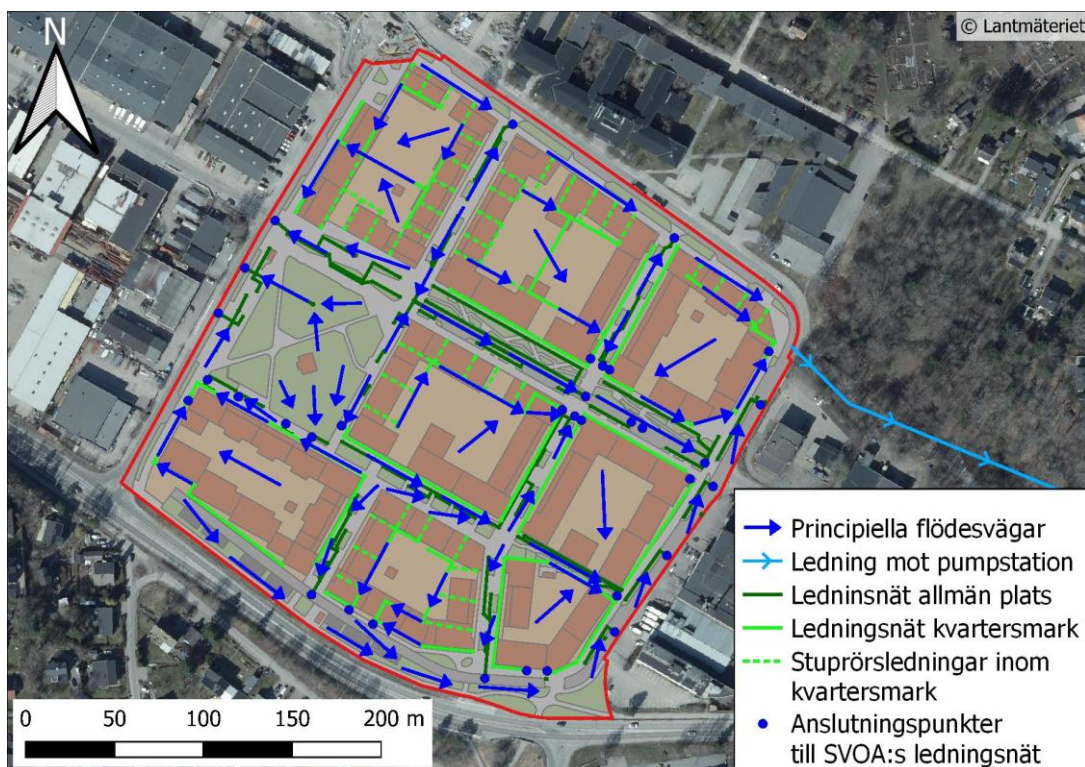 © Lantmäteriet
N
Principiella flödesvägar
Ledning mot pumpstation
Ledninsnät allmän plats
Ledningsnät kvartersmark
Stuprörsledningar inom
kvartersmark
Anslutningspunkter
till SVOA:s ledningsnät
0 50 100 150 200 m